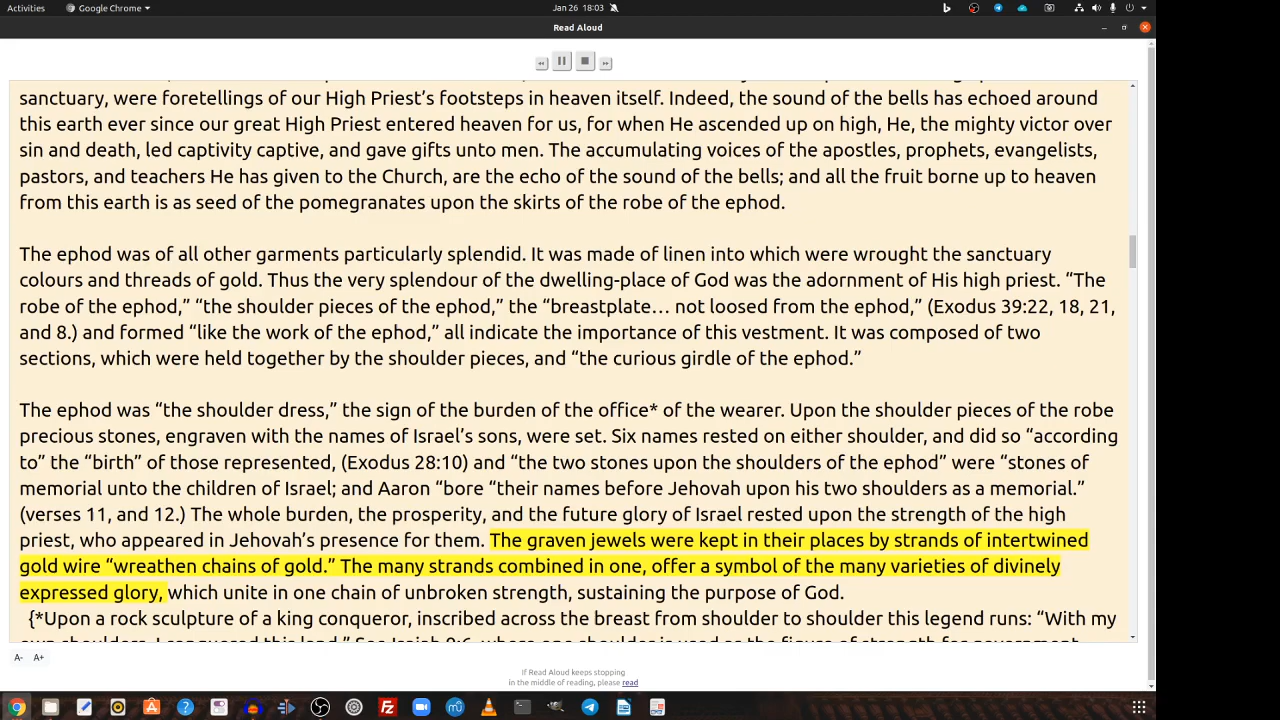 Activities
Google Chrome
Jan 26 18:03
Read Aloud
sanctuary, were foretellings of our High Priest’s footsteps in heaven itself. Indeed, the sound of the bells has echoed around
this earth ever since our great High Priest entered heaven for us, for when He ascended up on high, He, the mighty victor over
sin and death, led captivity captive, and gave gifts unto men. The accumulating voices of the apostles, prophets, evangelists,
pastors, and teachers He has given to the Church, are the echo of the sound of the bells; and all the fruit borne up to heaven
from this earth is as seed of the pomegranates upon the skirts of the robe of the ephod.
The ephod was of all other garments particularly splendid. It was made of linen into which were wrought the sanctuary
colours and threads of gold. Thus the very splendour of the dwelling-place of God was the adornment of His high priest. “The
robe of the ephod,” “the shoulder pieces of the ephod,” the “breastplate… not loosed from the ephod,” (Exodus 39:22, 18, 21,
and 8.) and formed “like the work of the ephod,” all indicate the importance of this vestment. It was composed of two
sections, which were held together by the shoulder pieces, and “the curious girdle of the ephod.”
The ephod was “the shoulder dress,” the sign of the burden of the office* of the wearer. Upon the shoulder pieces of the robe
precious stones, engraven with the names of Israel’s sons, were set. Six names rested on either shoulder, and did so “according
to” the “birth” of those represented, (Exodus 28:10) and “the two stones upon the shoulders of the ephod” were “stones of
memorial unto the children of Israel; and Aaron “bore “their names before Jehovah upon his two shoulders as a memorial.”
(verses 11, and 12.) The whole burden, the prosperity, and the future glory of Israel rested upon the strength of the high
priest, who appeared in Jehovah’s presence for them. The graven jewels were kept in their places by strands of intertwined
gold wire “wreathen chains of gold.” The many strands combined in one, offer a symbol of the many varieties of divinely
expressed glory, which unite in one chain of unbroken strength, sustaining the purpose of God.
{*Upon a rock sculpture of a king conqueror, inscribed across the breast from shoulder to shoulder this legend runs: “With my
own shoulders, I conquered this land.” See Isaiah 9:6, where one shoulder is used as the figure of strength for government
A- A+
If Read Aloud keeps stopping
in the middle of reading, please read